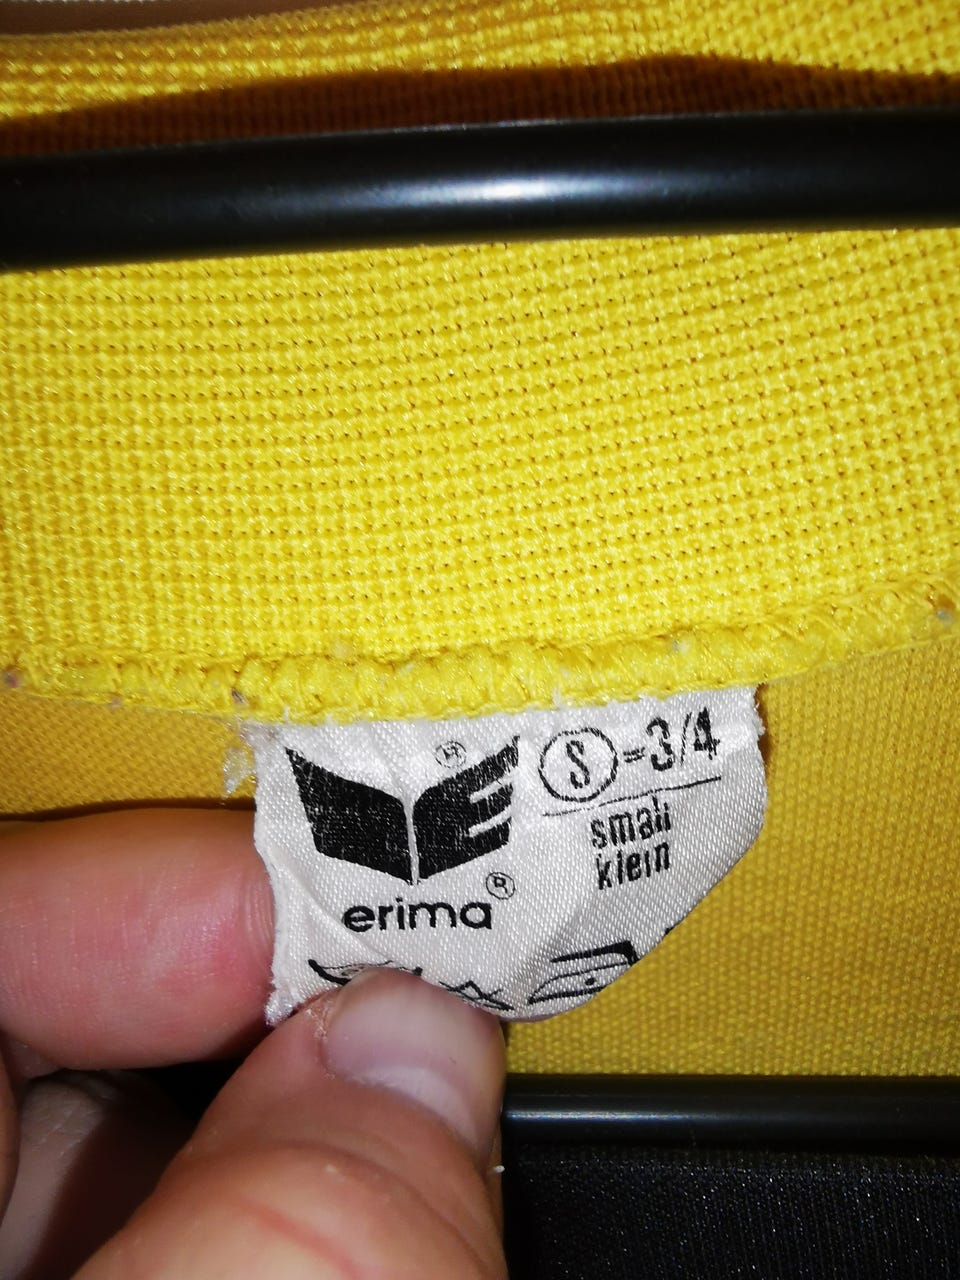 ®
S = 3/4
small
klein
erima®